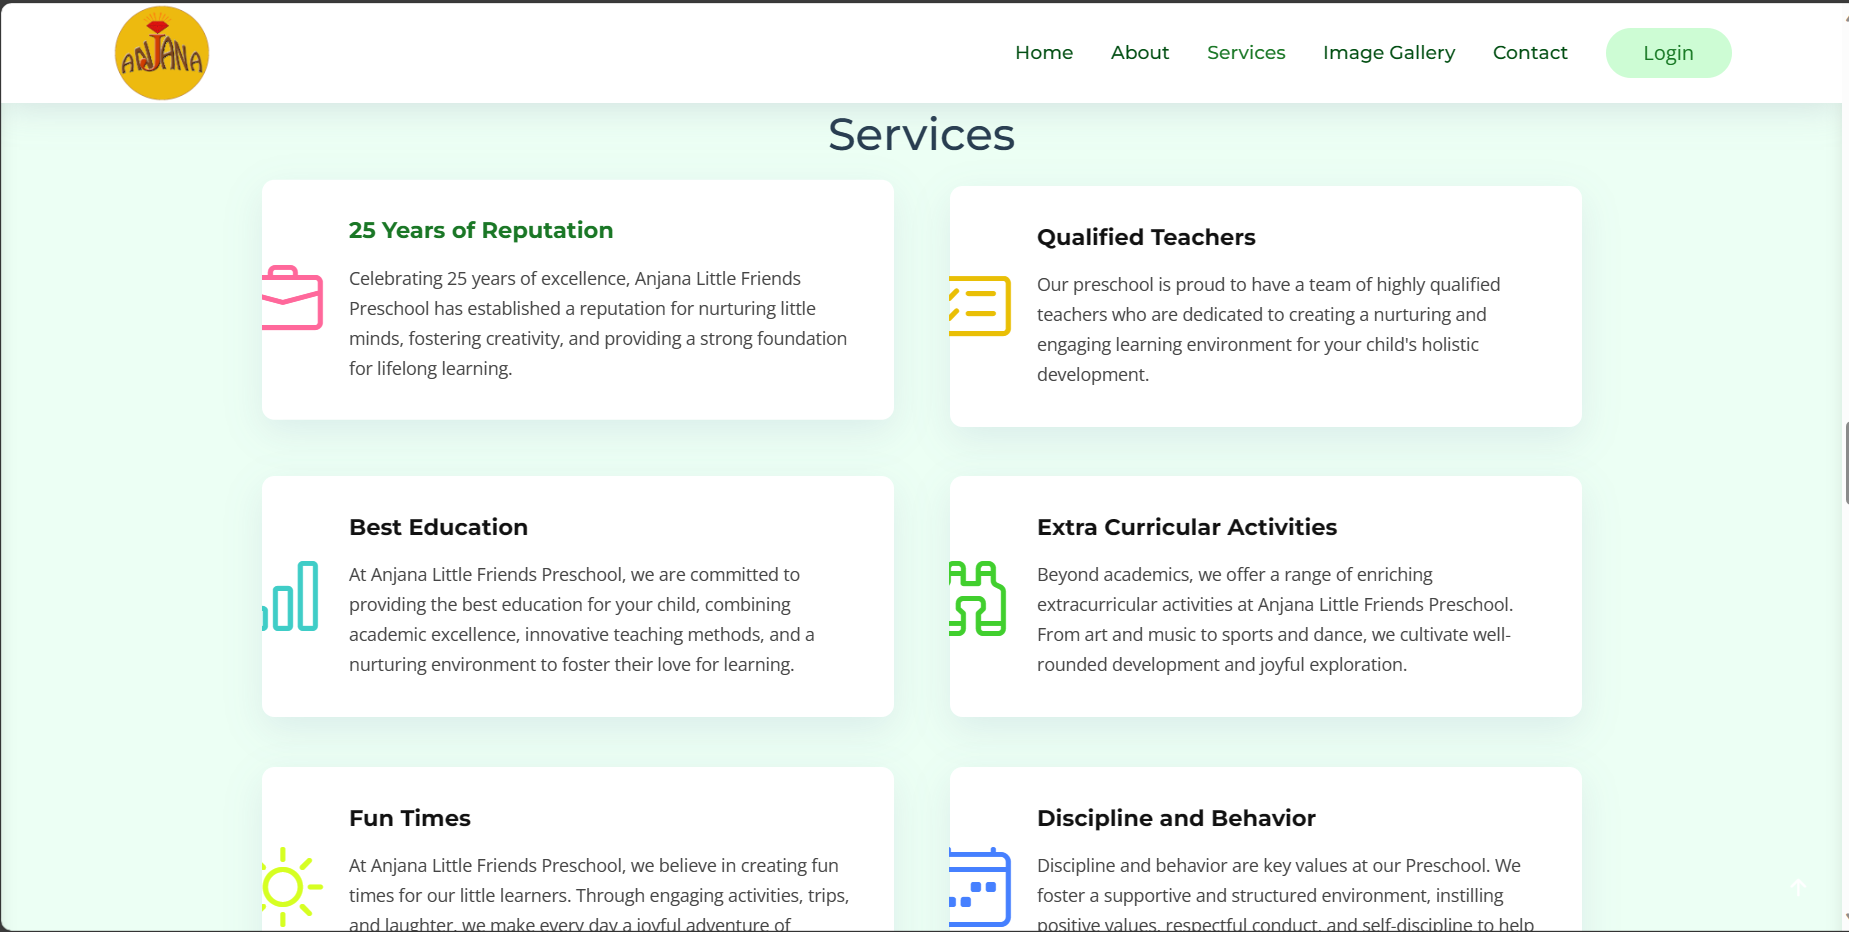 ANJANA
Home About Services Image Gallery Contact Login
Services
25 Years of Reputation
Celebrating 25 years of excellence, Anjana Little Friends
Preschool has established a reputation for nurturing little
minds, fostering creativity, and providing a strong foundation
for lifelong learning.
Qualified Teachers
Our preschool is proud to have a team of highly qualified
teachers who are dedicated to creating a nurturing and
engaging learning environment for your child's holistic
development.
Best Education
At Anjana Little Friends Preschool, we are committed to
providing the best education for your child, combining
academic excellence, innovative teaching methods, and a
nurturing environment to foster their love for learning.
Extra Curricular Activities
Beyond academics, we offer a range of enriching
extracurricular activities at Anjana Little Friends Preschool.
From art and music to sports and dance, we cultivate well-
rounded development and joyful exploration.
Fun Times
At Anjana Little Friends Preschool, we believe in creating fun
times for our little learners. Through engaging activities, trips,
and laughter, we make every day a joyful adventure of
Discipline and Behavior
Discipline and behavior are key values at our Preschool. We
foster a supportive and structured environment, instilling
positive values, respectful conduct, and self-discipline to help